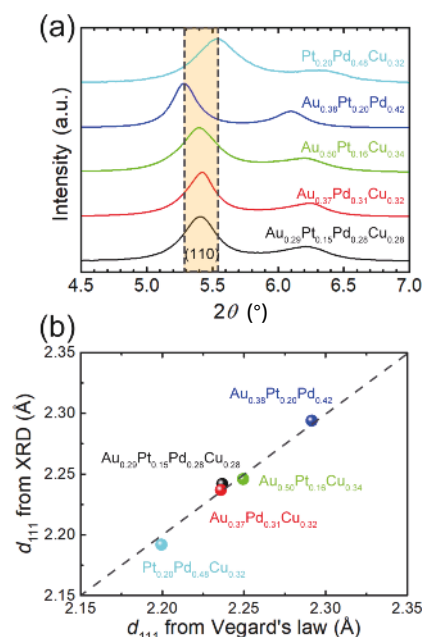 (a)
Intensity (a.u.)
Pt0.20Pd0.48Cu0.32
Au0.38Pt0.20Pd0.42
Au0.50Pt0.16Cu0.34
Au0.37Pd0.31Cu0.32
Au0.29Pt0.15Pd0.28Cu0.28
(110)
4.5 5.0 5.5 6.0 6.5 7.0
2θ (°)
(b)
d111 from XRD (Å)
2.35
2.30
2.25
2.20
2.15
Au0.38Pt0.20Pd0.42
Au0.29Pt0.15Pd0.28Cu0.28
Au0.50Pt0.16Cu0.34
Au0.37Pd0.31Cu0.32
Pt0.20Pd0.48Cu0.32
2.15 2.20 2.25 2.30 2.35
d111 from Vegard's law (Å)